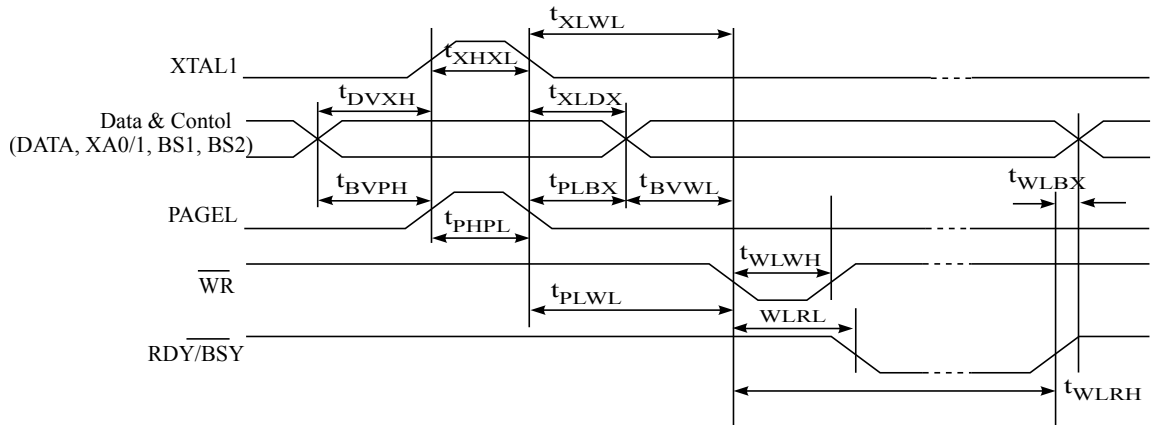 tXLWL
XTAL1
tXHXL
tDVXH
tXLDX
Data & Contol
(DATA, XA0/1, BS1, BS2)
tBVPH
tPLBX
tBVWL
tWLBX
PAGEL
tPHPL
tWLWH
WR
tPLWL
WLRL
RDY/BSY
tWLRH